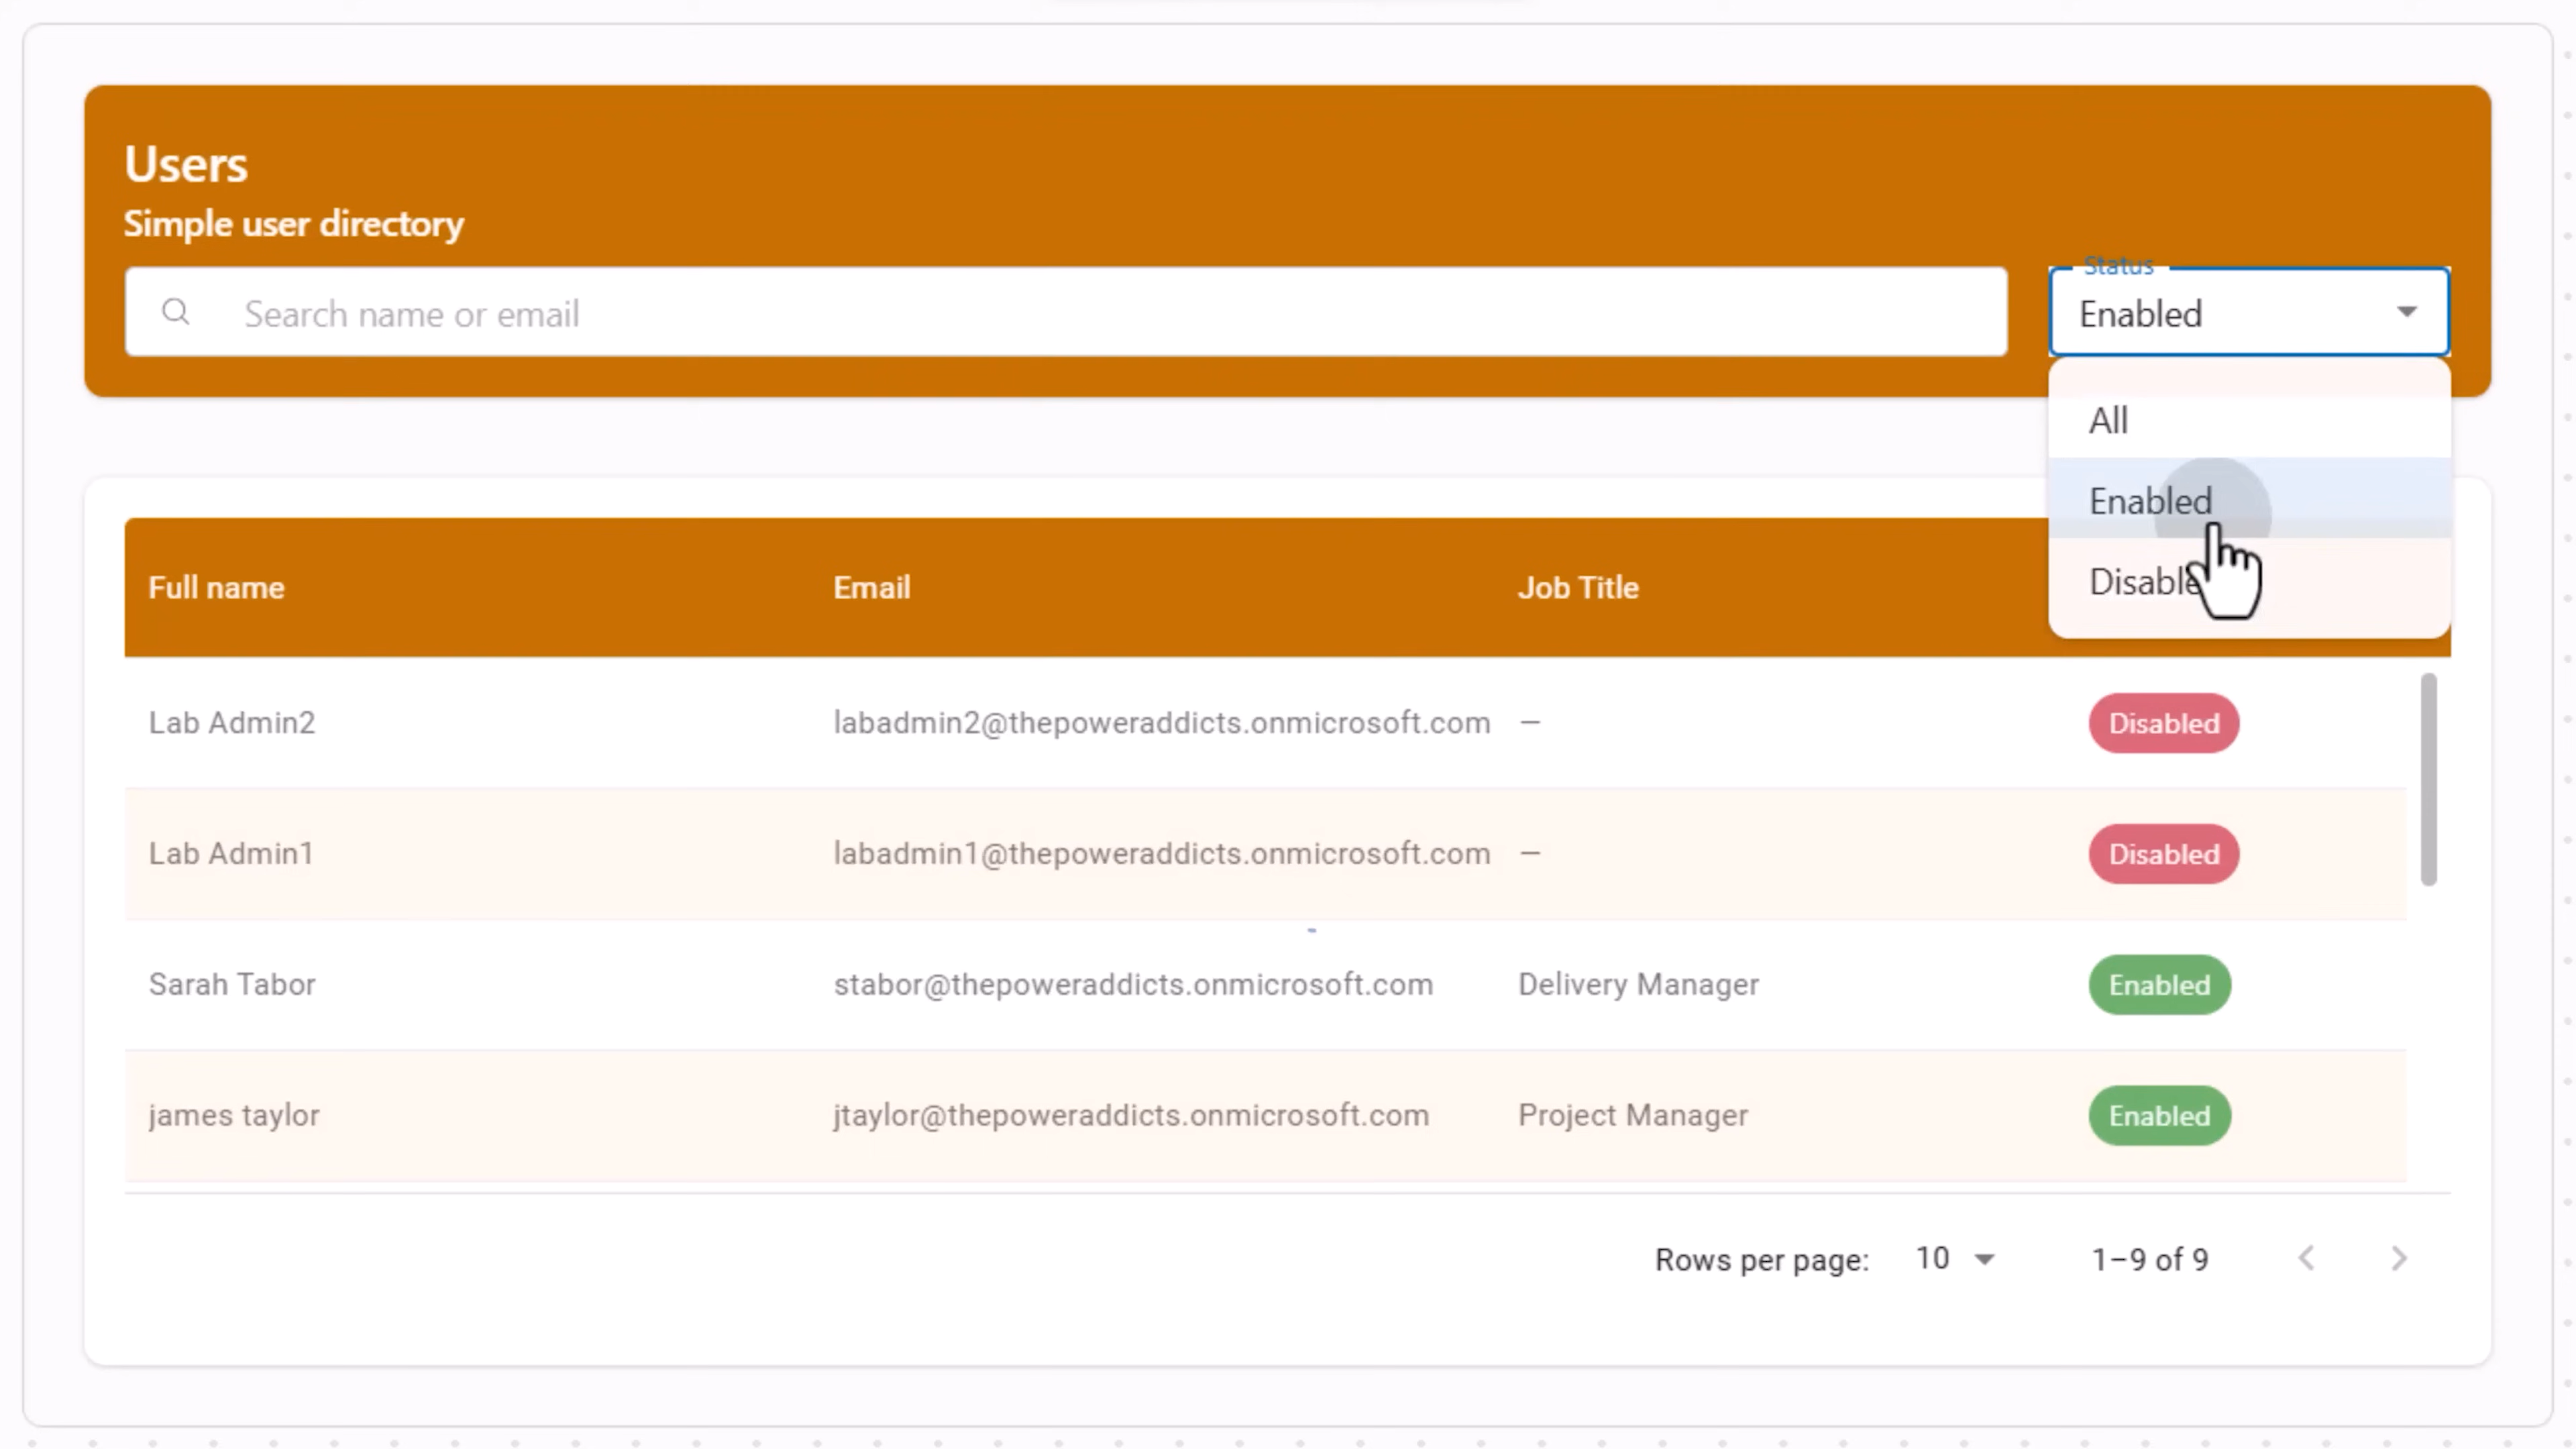 Users
Simple user directory
Search name or email
Status
Enabled
All
Enabled
Disable
Full name Email Job Title
Lab Admin2 labadmin2@thepoweraddicts.onmicrosoft.com — Disabled
Lab Admin1 labadmin1@thepoweraddicts.onmicrosoft.com — Disabled
Sarah Tabor stabor@thepoweraddicts.onmicrosoft.com Delivery Manager Enabled
james taylor jtaylor@thepoweraddicts.onmicrosoft.com Project Manager Enabled
Rows per page: 10 1–9 of 9